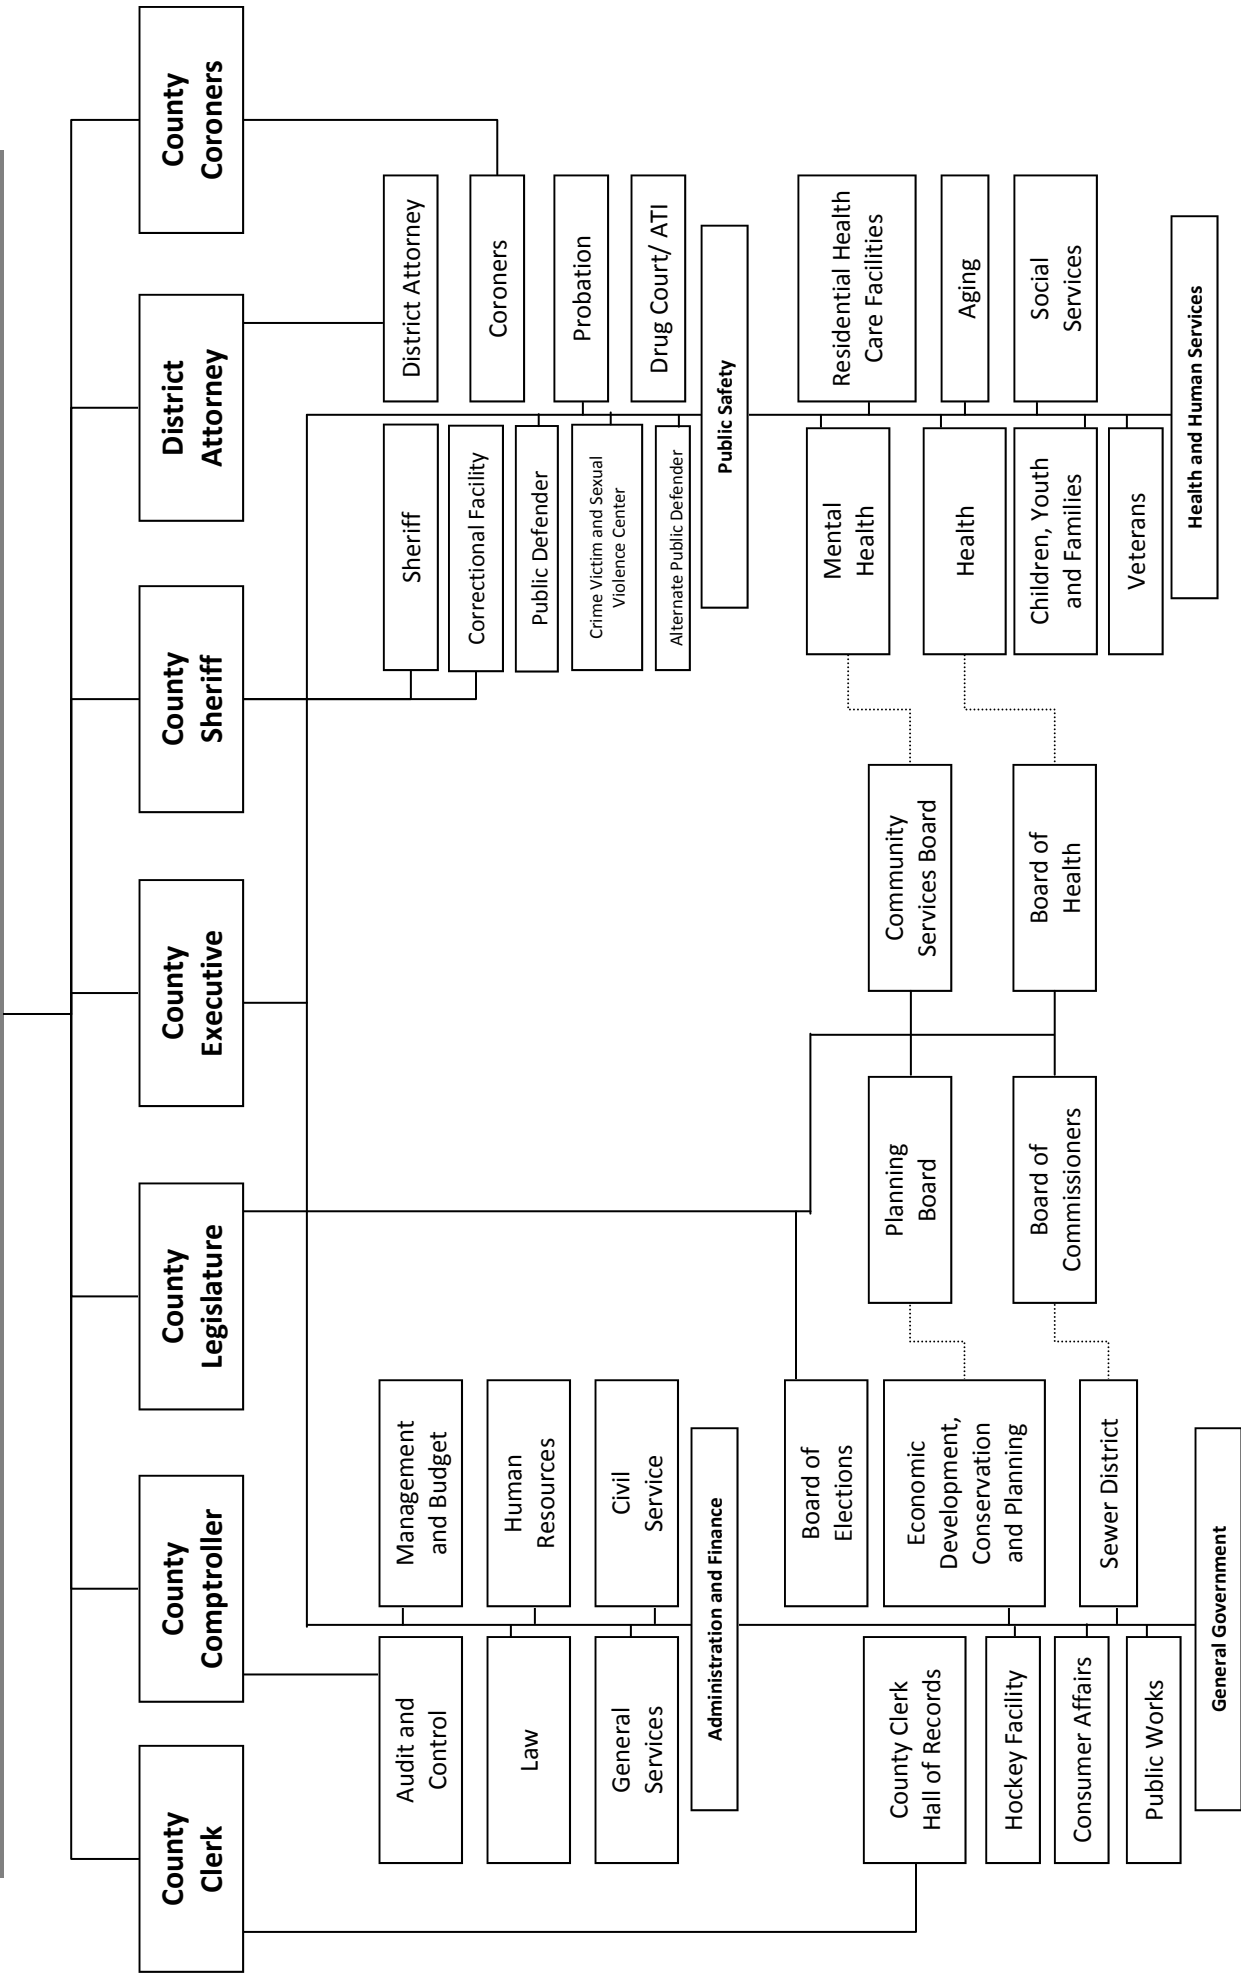 County
Clerk
County
Comptroller
County
Legislature
County
Executive
County
Sheriff
District
Attorney
County
Coroners
Audit and
Control
Management
and Budget
Law
Human
Resources
General
Services
Civil
Service
Administration and Finance
Sheriff
District Attorney
Correctional Facility
Coroners
Public Defender
Probation
Crime Victim and Sexual
Violence Center
Drug Court/ ATI
Alternate Public Defender
Public Safety
County Clerk
Hall of Records
Board of
Elections
Hockey Facility
Economic
Development,
Conservation
and Planning
Consumer Affairs
Sewer District
Public Works
General Government
Planning
Board
Community
Services Board
Board of
Commissioners
Board of
Health
Mental
Health
Residential Health
Care Facilities
Health
Aging
Children, Youth
and Families
Social
Services
Veterans
Health and Human Services